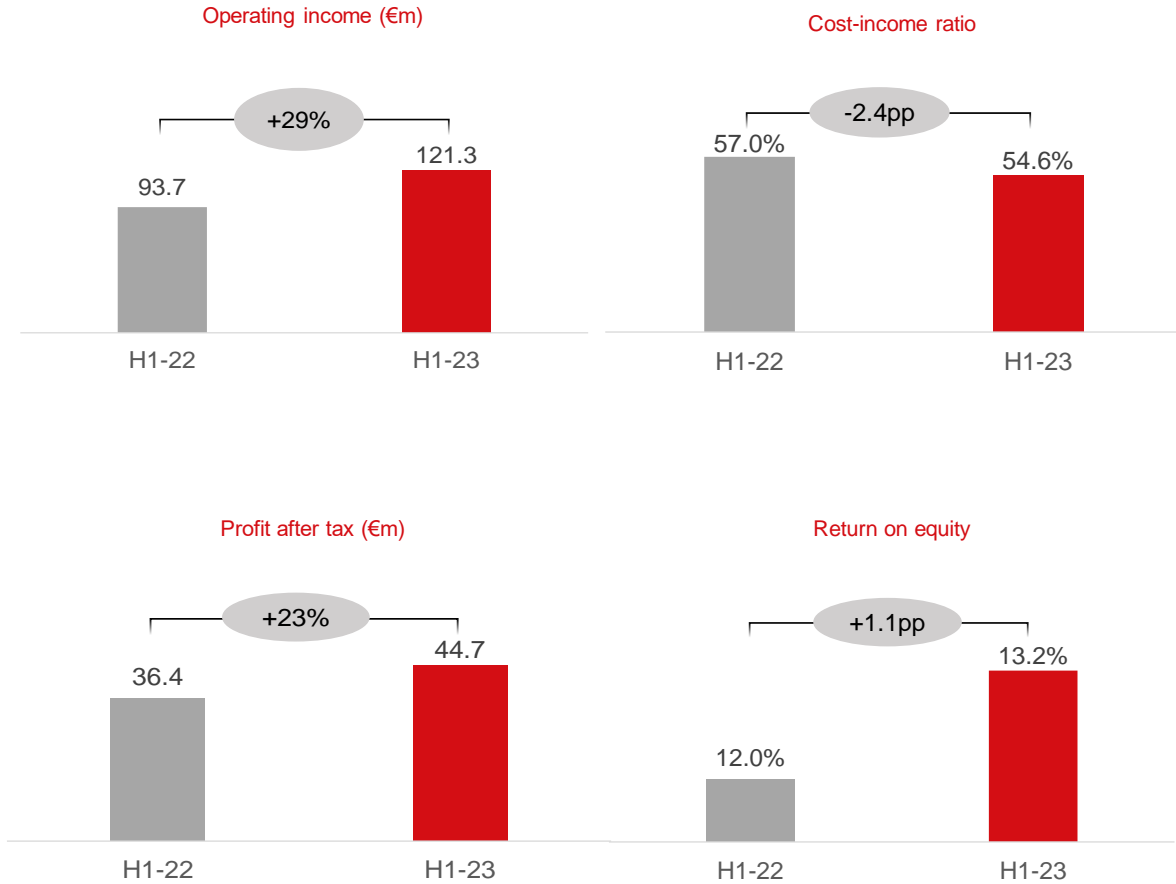 Operating income (€m)
+29%
93.7
121.3
H1-22
H1-23
Cost-income ratio
-2.4pp
57.0%
54.6%
H1-22
H1-23
Profit after tax (€m)
+23%
36.4
44.7
H1-22
H1-23
Return on equity
+1.1pp
12.0%
13.2%
H1-22
H1-23